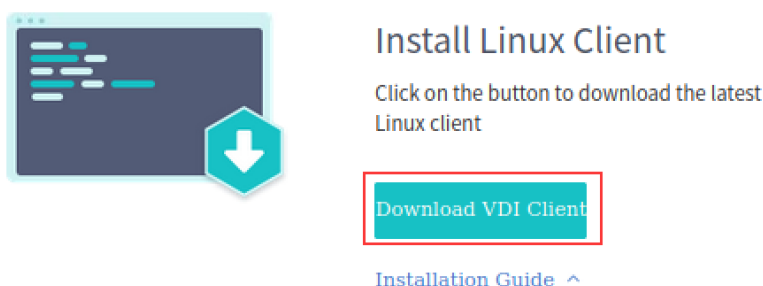 Install Linux Client
Click on the button to download the latest
Linux client
Download VDI Client
Installation Guide